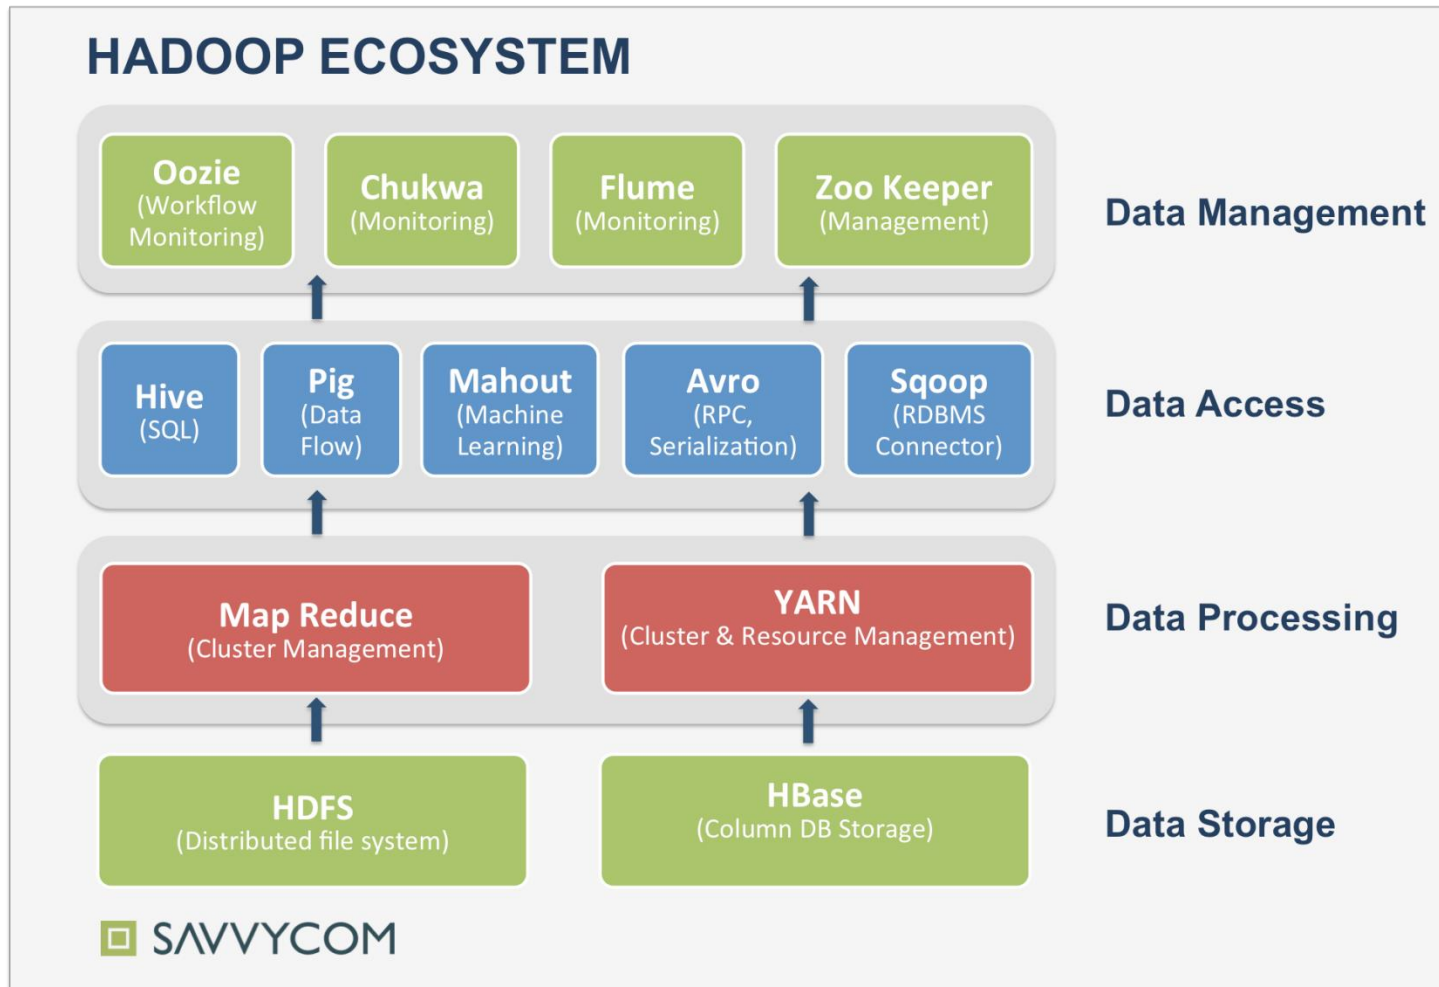 HADOOP ECOSYSTEM
Oozie
(Workflow
Monitoring)
Chukwa
(Monitoring)
Flume
(Monitoring)
Zoo Keeper
(Management)
Data Management
Hive
(SQL)
Pig
(Data
Flow)
Mahout
(Machine
Learning)
Avro
(RPC,
Serialization)
Sqoop
(RDBMS
Connector)
Data Access
Map Reduce
(Cluster Management)
YARN
(Cluster & Resource Management)
Data Processing
HDFS
(Distributed file system)
HBase
(Column DB Storage)
Data Storage
SAVVYCOM